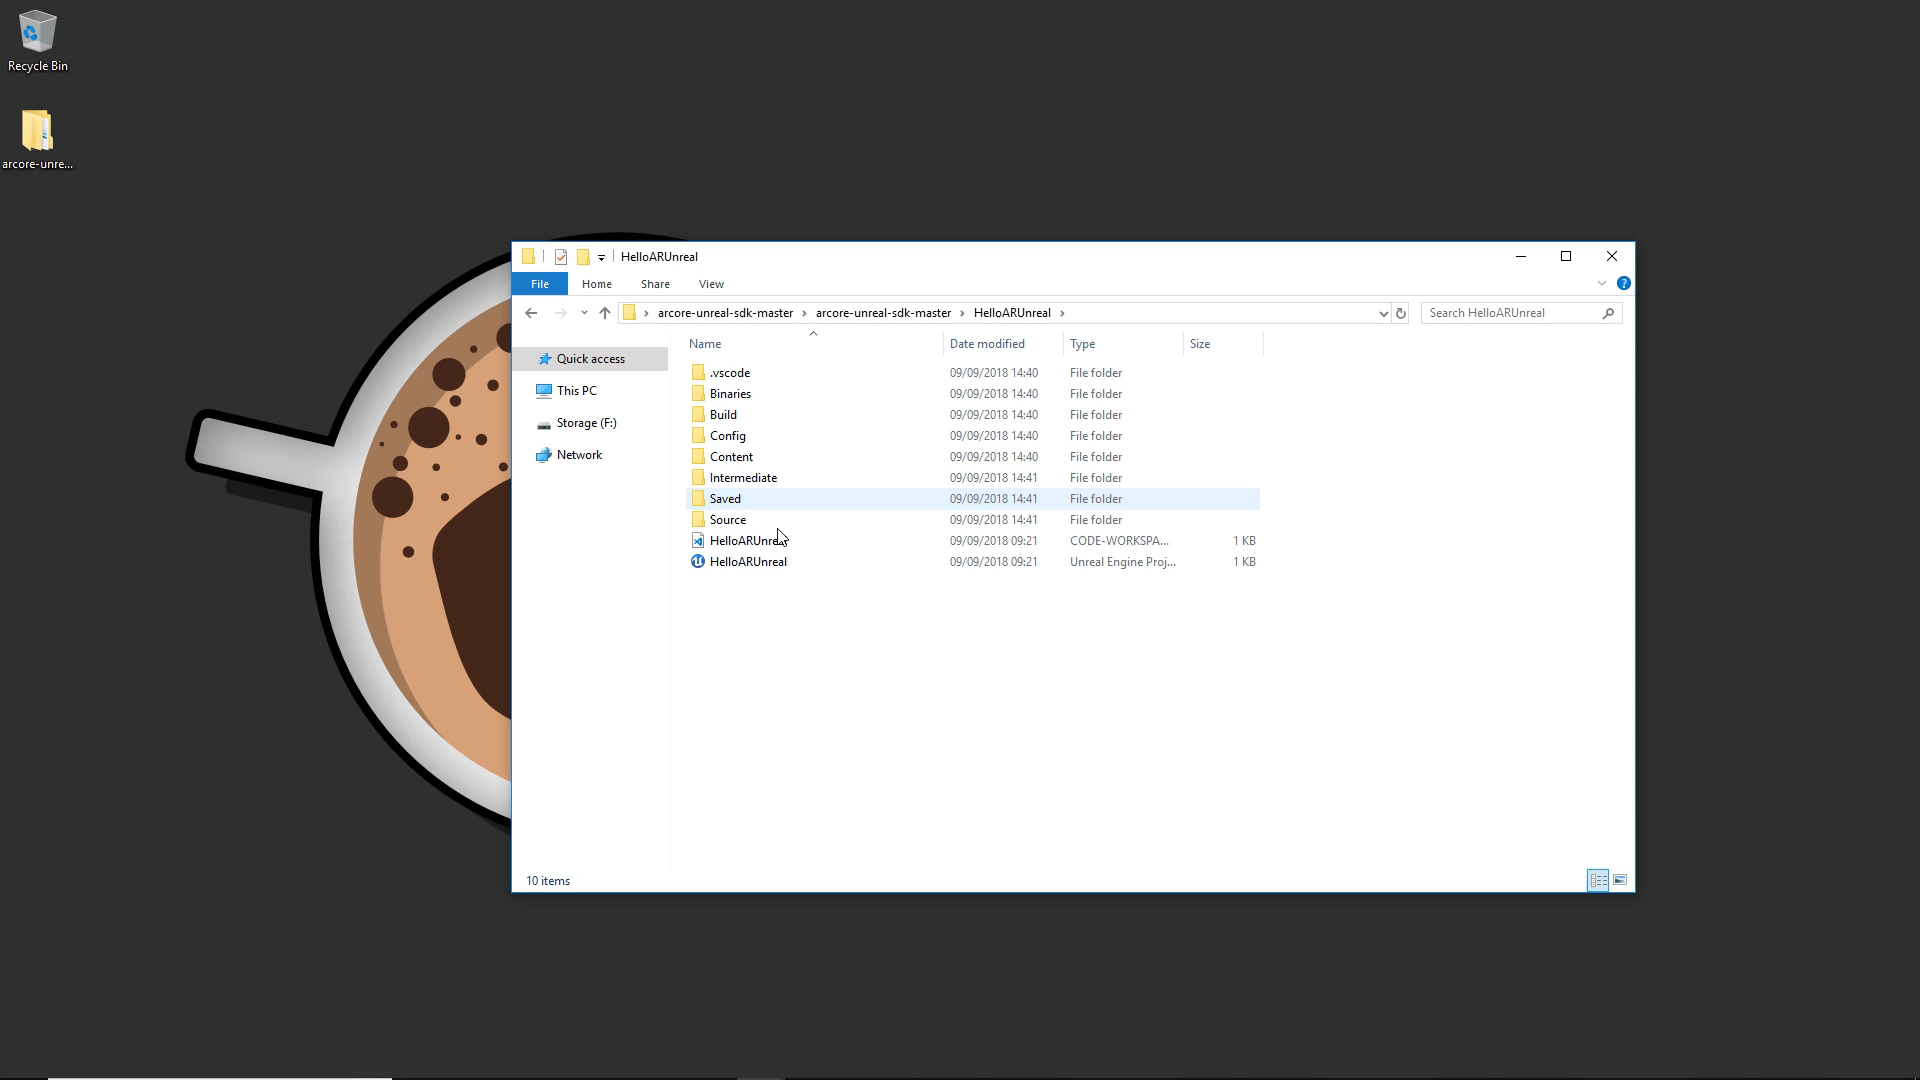 Recycle Bin
arcore-unre...
HelloARUnreal
File Home Share View
arcore-unreal-sdk-master › arcore-unreal-sdk-master › HelloARUnreal ›
Search HelloARUnreal
Quick access
This PC
Storage (F:)
Network
Name Date modified Type Size
.vscode 09/09/2018 14:40 File folder
Binaries 09/09/2018 14:40 File folder
Build 09/09/2018 14:40 File folder
Config 09/09/2018 14:40 File folder
Content 09/09/2018 14:40 File folder
Intermediate 09/09/2018 14:41 File folder
Saved 09/09/2018 14:41 File folder
Source 09/09/2018 14:41 File folder
HelloARUnreal 09/09/2018 09:21 CODE-WORKSPA... 1 KB
HelloARUnreal 09/09/2018 09:21 Unreal Engine Proj... 1 KB
10 items